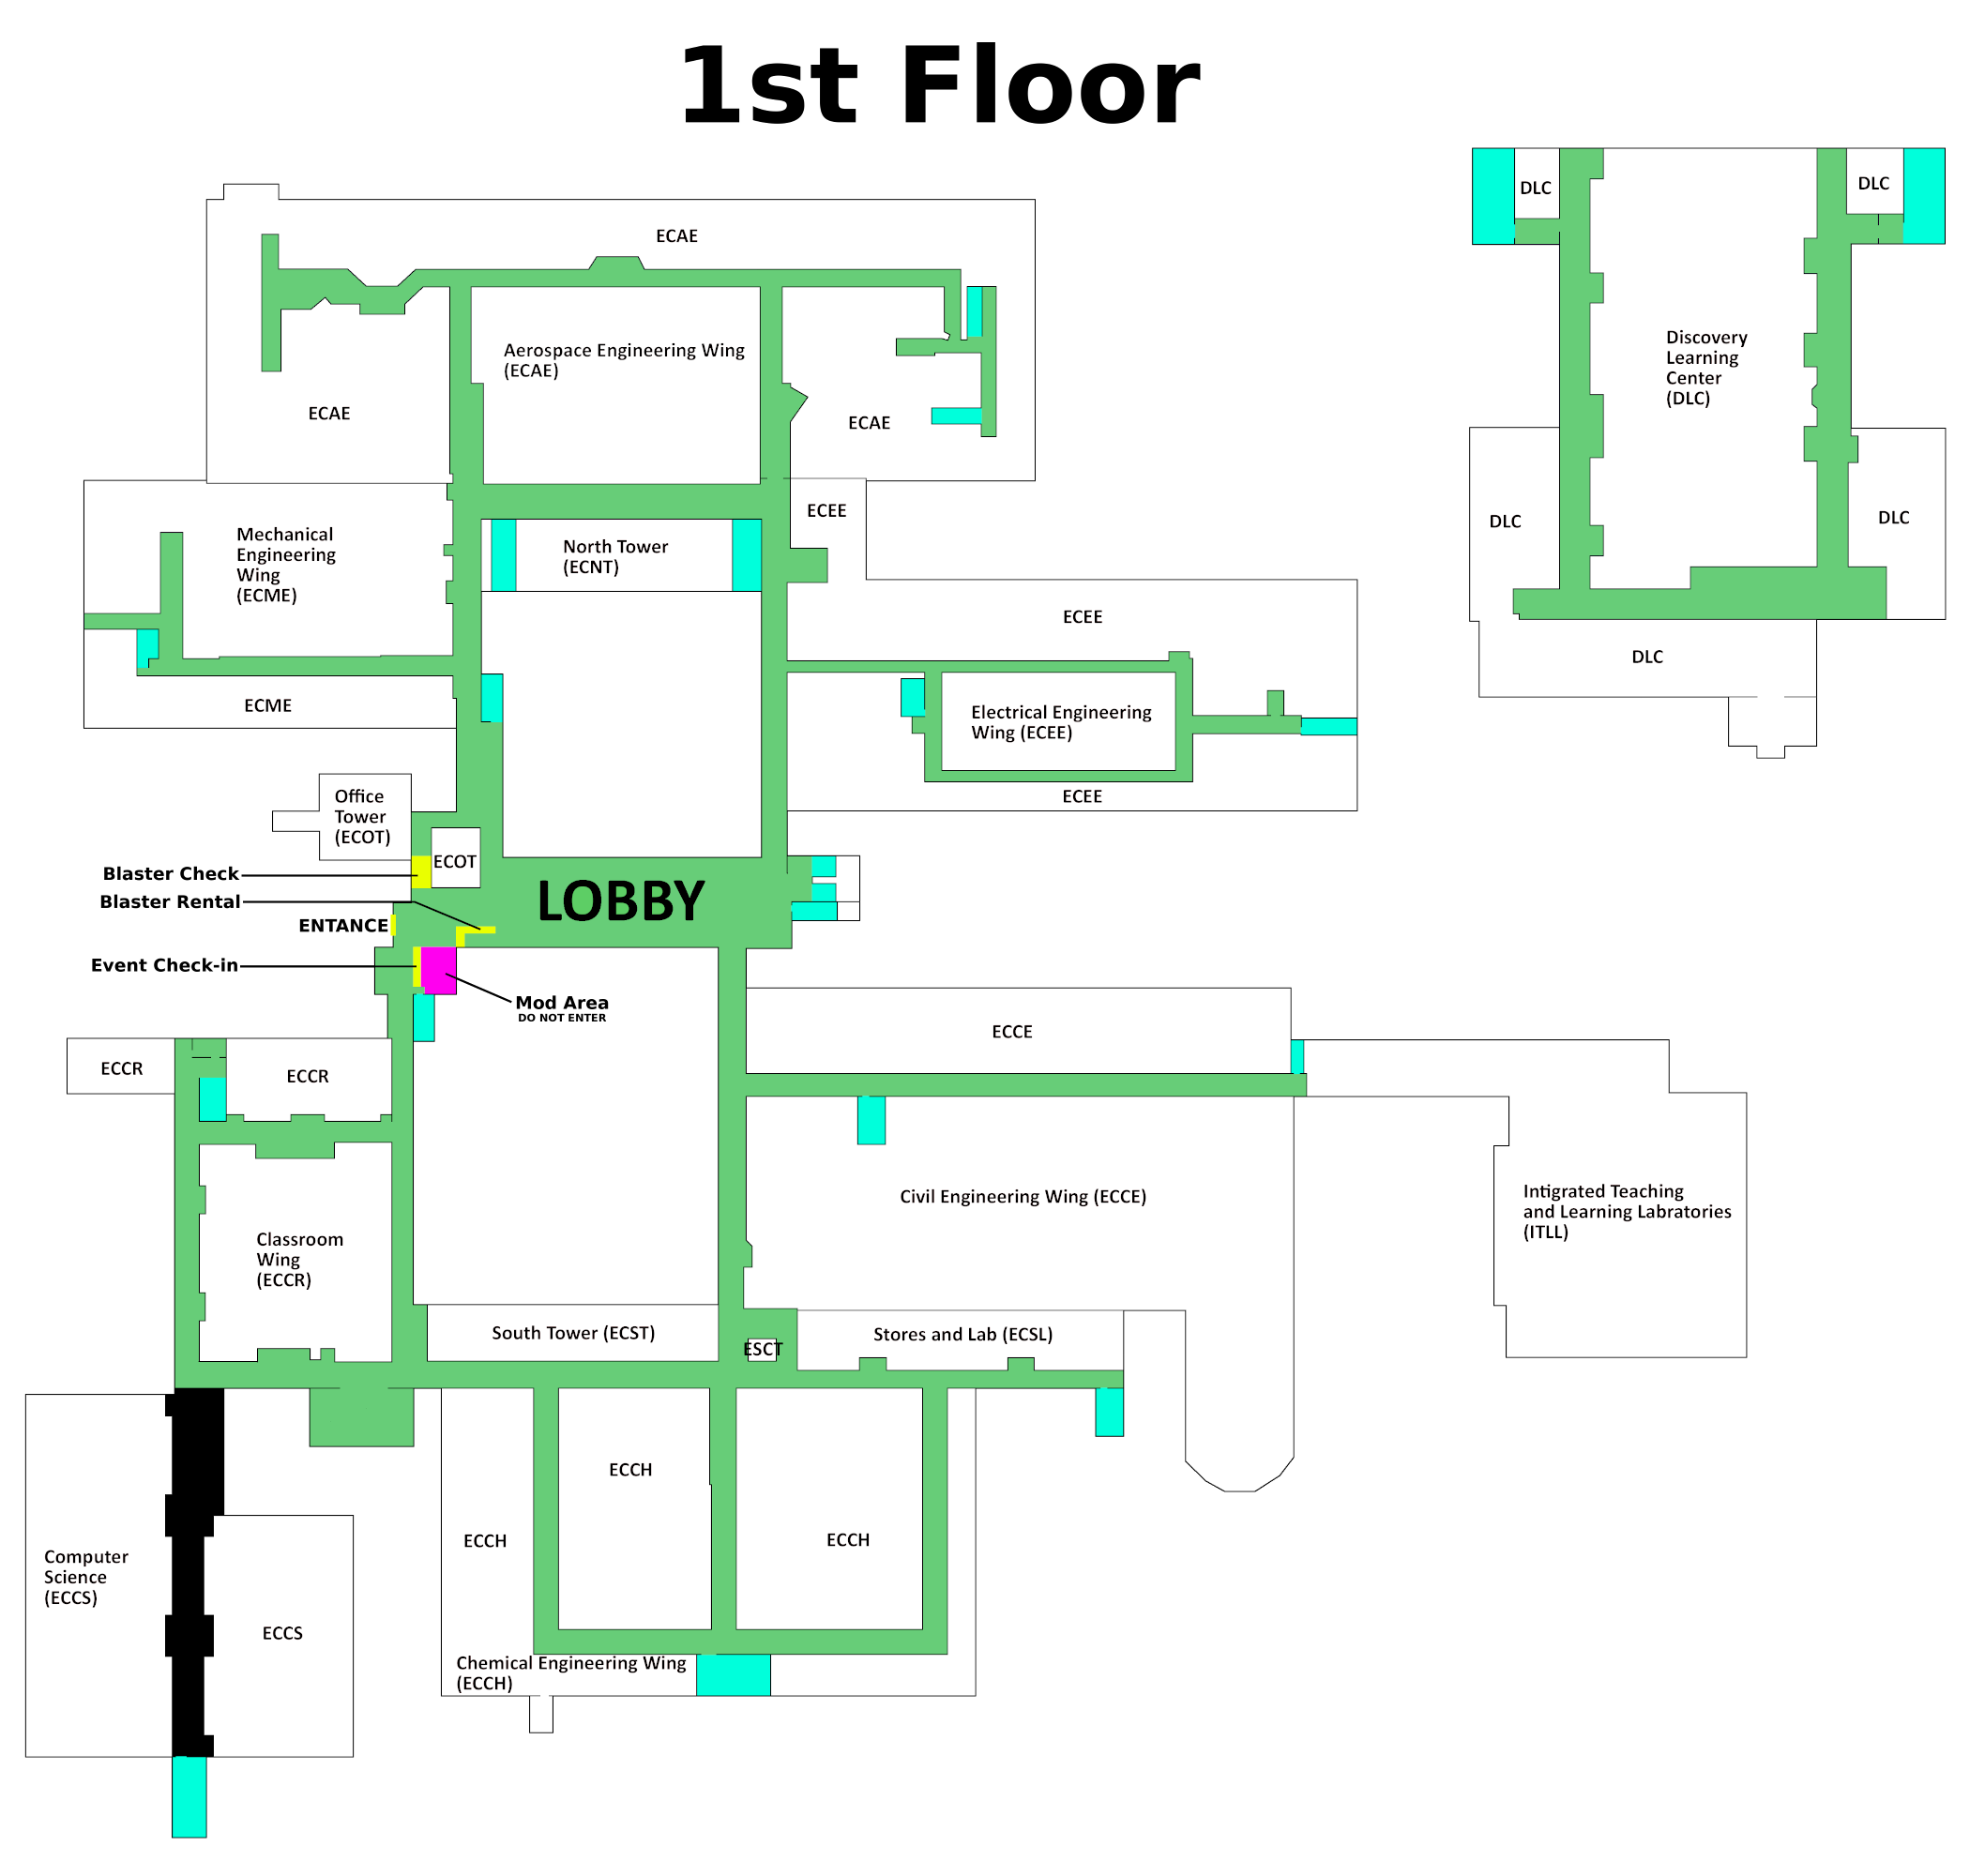 1st Floor
DLC
DLC
ECAE
Discovery
Learning
Center
(DLC)
Aerospace Engineering Wing
(ECAE)
ECAE
ECAE
ECEE
DLC
DLC
Mechanical
Engineering
Wing
(ECME)
North Tower
(ECNT)
ECEE
DLC
ECME
Electrical Engineering
Wing (ECEE)
ECEE
Office
Tower
(ECOT)
ECOT
Blaster Check
Blaster Rental
LOBBY
ENTANCE
Event Check-in
Mod Area
DO NOT ENTER
ECCE
ECCR
ECCR
Civil Engineering Wing (ECCE)
Intigrated Teaching
and Learning Labratories
(ITLL)
Classroom
Wing
(ECCR)
South Tower (ECST)
ESCT
Stores and Lab (ECSL)
ECCH
ECCH
ECCH
Computer
Science
(ECCS)
ECCS
Chemical Engineering Wing
(ECCH)